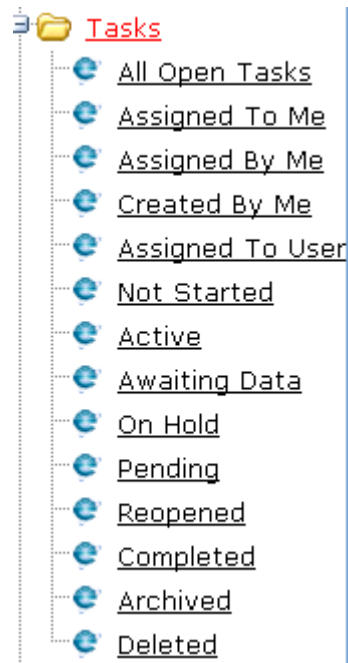 Tasks
All Open Tasks
Assigned To Me
Assigned By Me
Created By Me
Assigned To User
Not Started
Active
Awaiting Data
On Hold
Pending
Reopened
Completed
Archived
Deleted